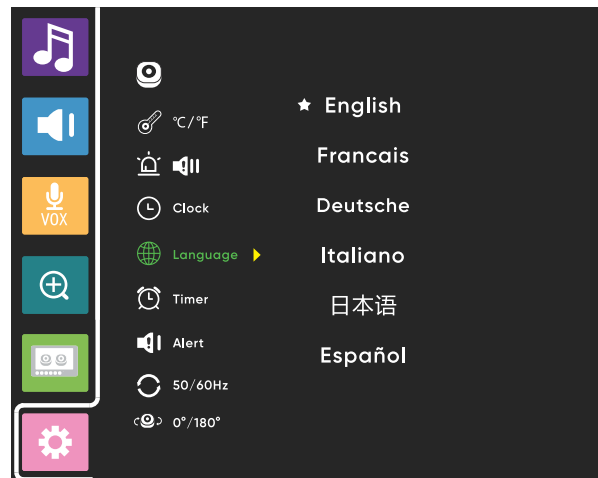 VOX
°C/°F
Clock
Language
Timer
Alert
50/60Hz
0°/180°
★ English
Francais
Deutsche
Italiano
日本语
Español